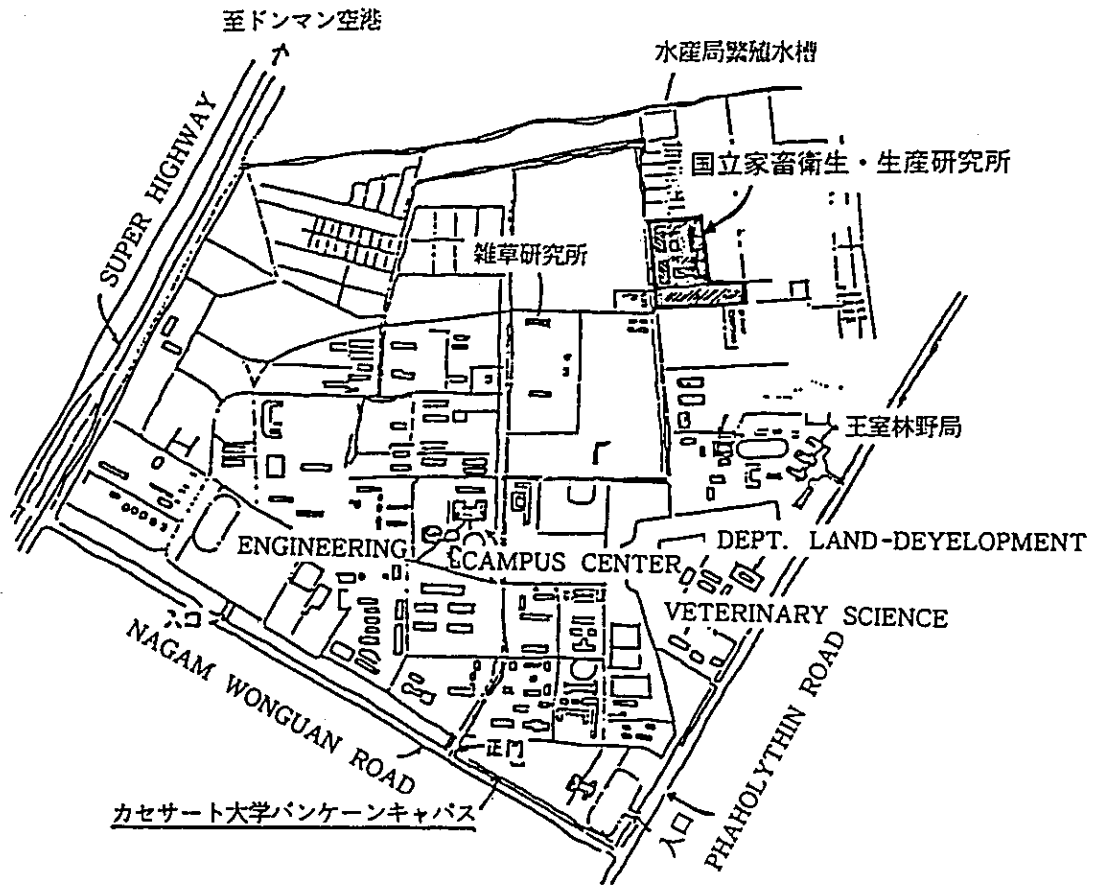 至ドンマン空港
水産局繁殖水槽
国立家畜衛生・生産研究所
SUPER HIGHWAY
雑草研究所
王室林野局
ENGINEERING
CAMPUS CENTER
DEPT. LAND-DEYELOPMENT
VETERINARY SCIENCE
入口
NAGAM WONGUAN ROAD
正門
カセサート大学バンケーンキャパス
入口
PHAHOLYTHIN ROAD